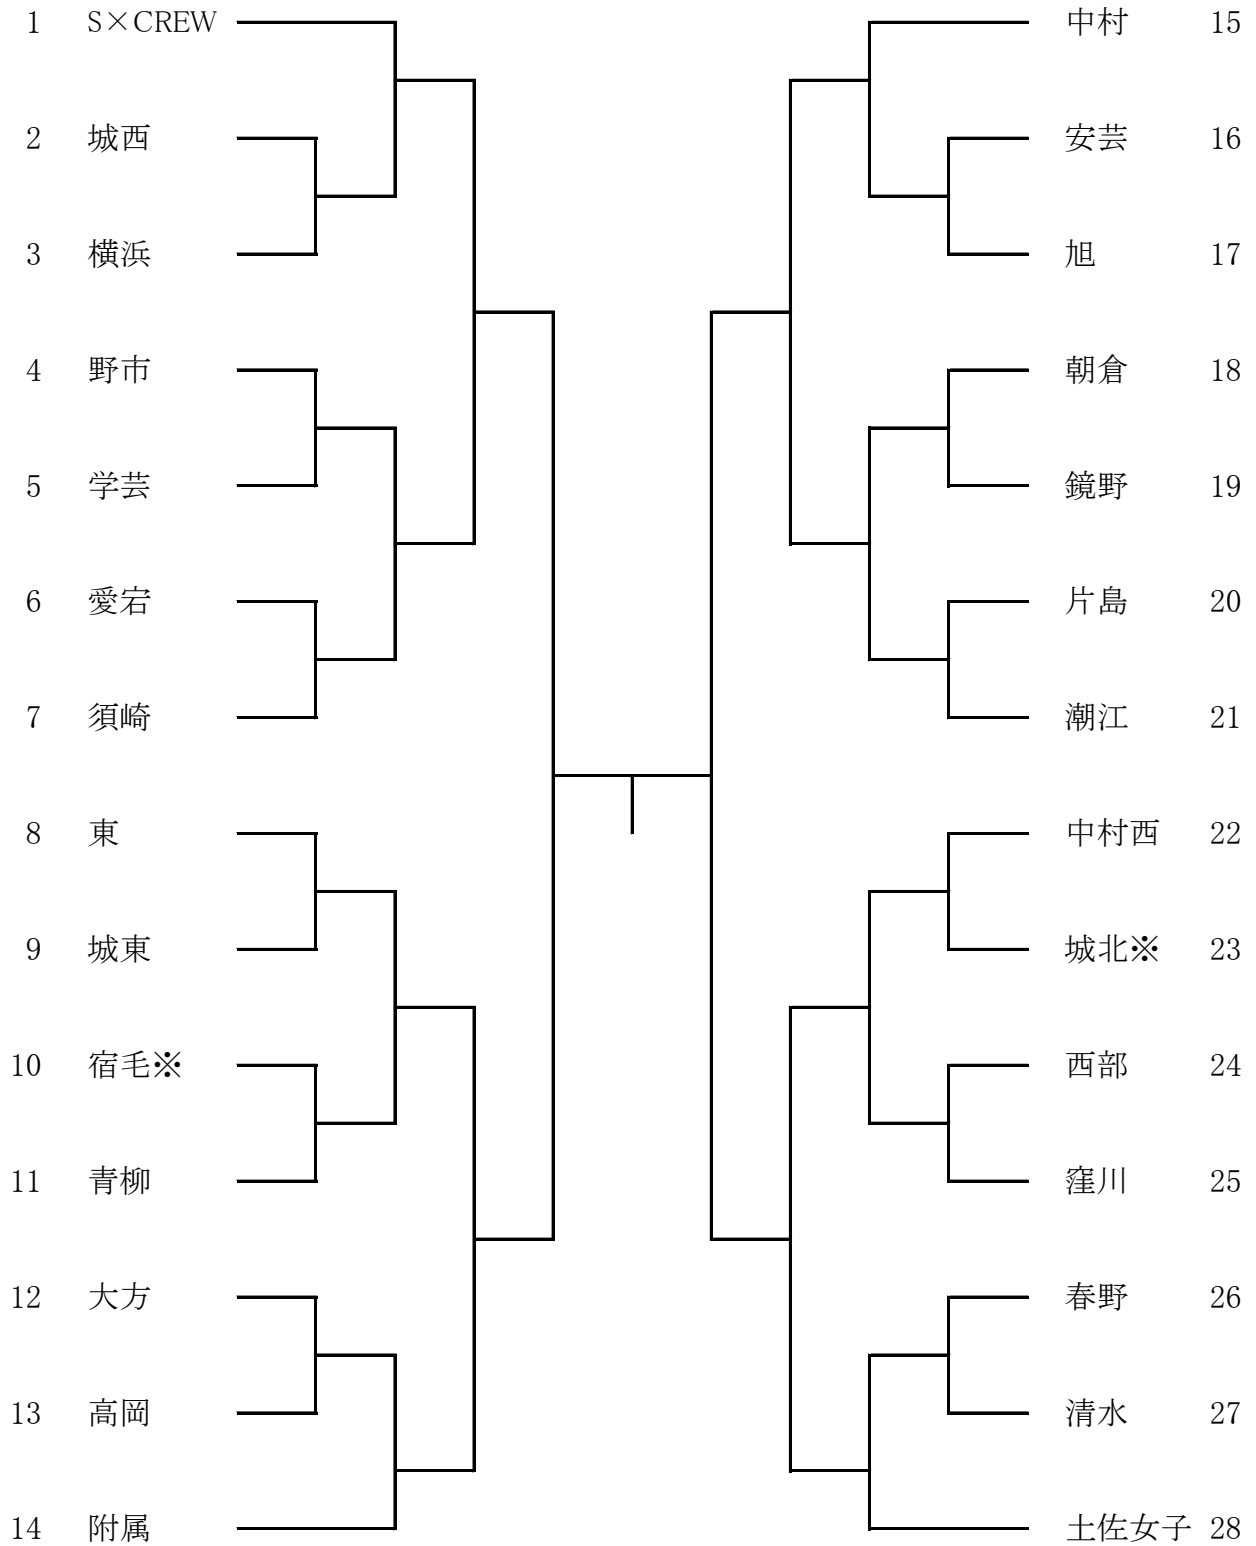 1 S×CREW
2 城西
3 横浜
4 野市
5 学芸
6 愛宕
7 須崎
8 東
9 城東
10 宿毛※
11 青柳
12 大方
13 高岡
14 附属
中村 15
安芸 16
旭 17
朝倉 18
鏡野 19
片島 20
潮江 21
中村西 22
城北※ 23
西部 24
窪川 25
春野 26
清水 27
土佐女子 28